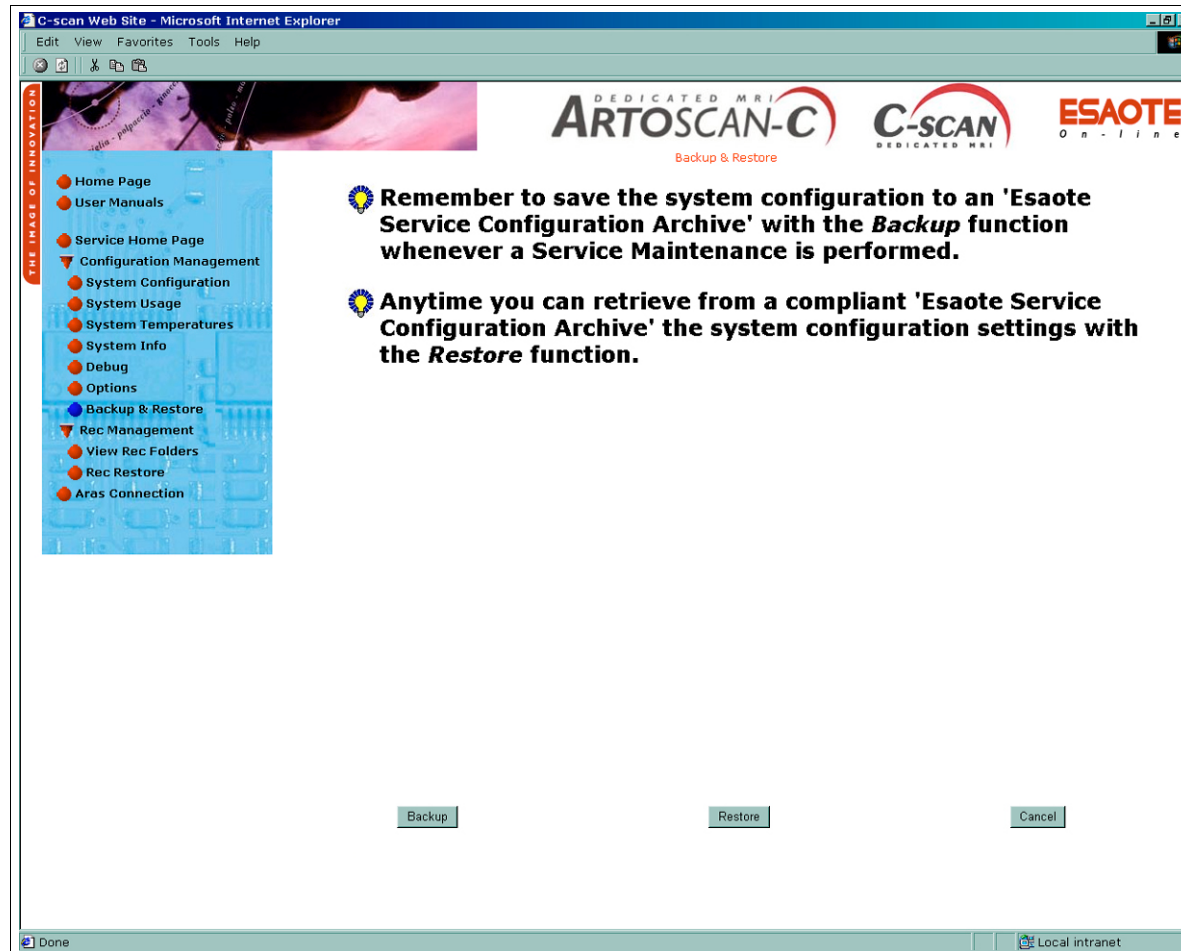 C-scan Web Site - Microsoft Internet Explorer
Edit View Favorites Tools Help
THE IMAGE OF INNOVATION
polpaccio - ginocc
DEDICATED MRI
ARTOSCAN-C
C-SCAN
DEDICATED MRI
ESAOTE
On-line
Backup & Restore
Home Page
User Manuals
Service Home Page
Configuration Management
System Configuration
System Usage
System Temperatures
System Info
Debug
Options
Backup & Restore
Rec Management
View Rec Folders
Rec Restore
Aras Connection
Remember to save the system configuration to an 'Esaote
Service Configuration Archive' with the Backup function
whenever a Service Maintenance is performed.
Anytime you can retrieve from a compliant 'Esaote Service
Configuration Archive' the system configuration settings with
the Restore function.
Backup Restore Cancel
Done Local intranet